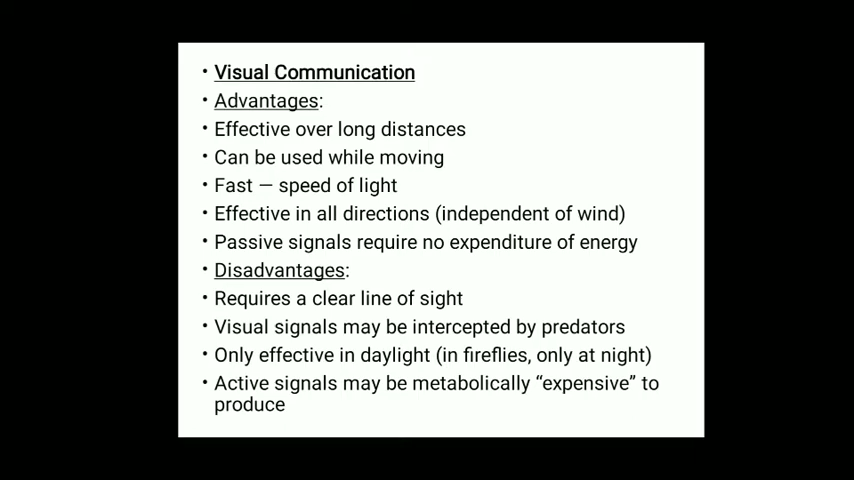 • Visual Communication
• Advantages:
• Effective over long distances
• Can be used while moving
• Fast — speed of light
• Effective in all directions (independent of wind)
• Passive signals require no expenditure of energy
• Disadvantages:
• Requires a clear line of sight
• Visual signals may be intercepted by predators
• Only effective in daylight (in fireflies, only at night)
• Active signals may be metabolically “expensive” to
produce